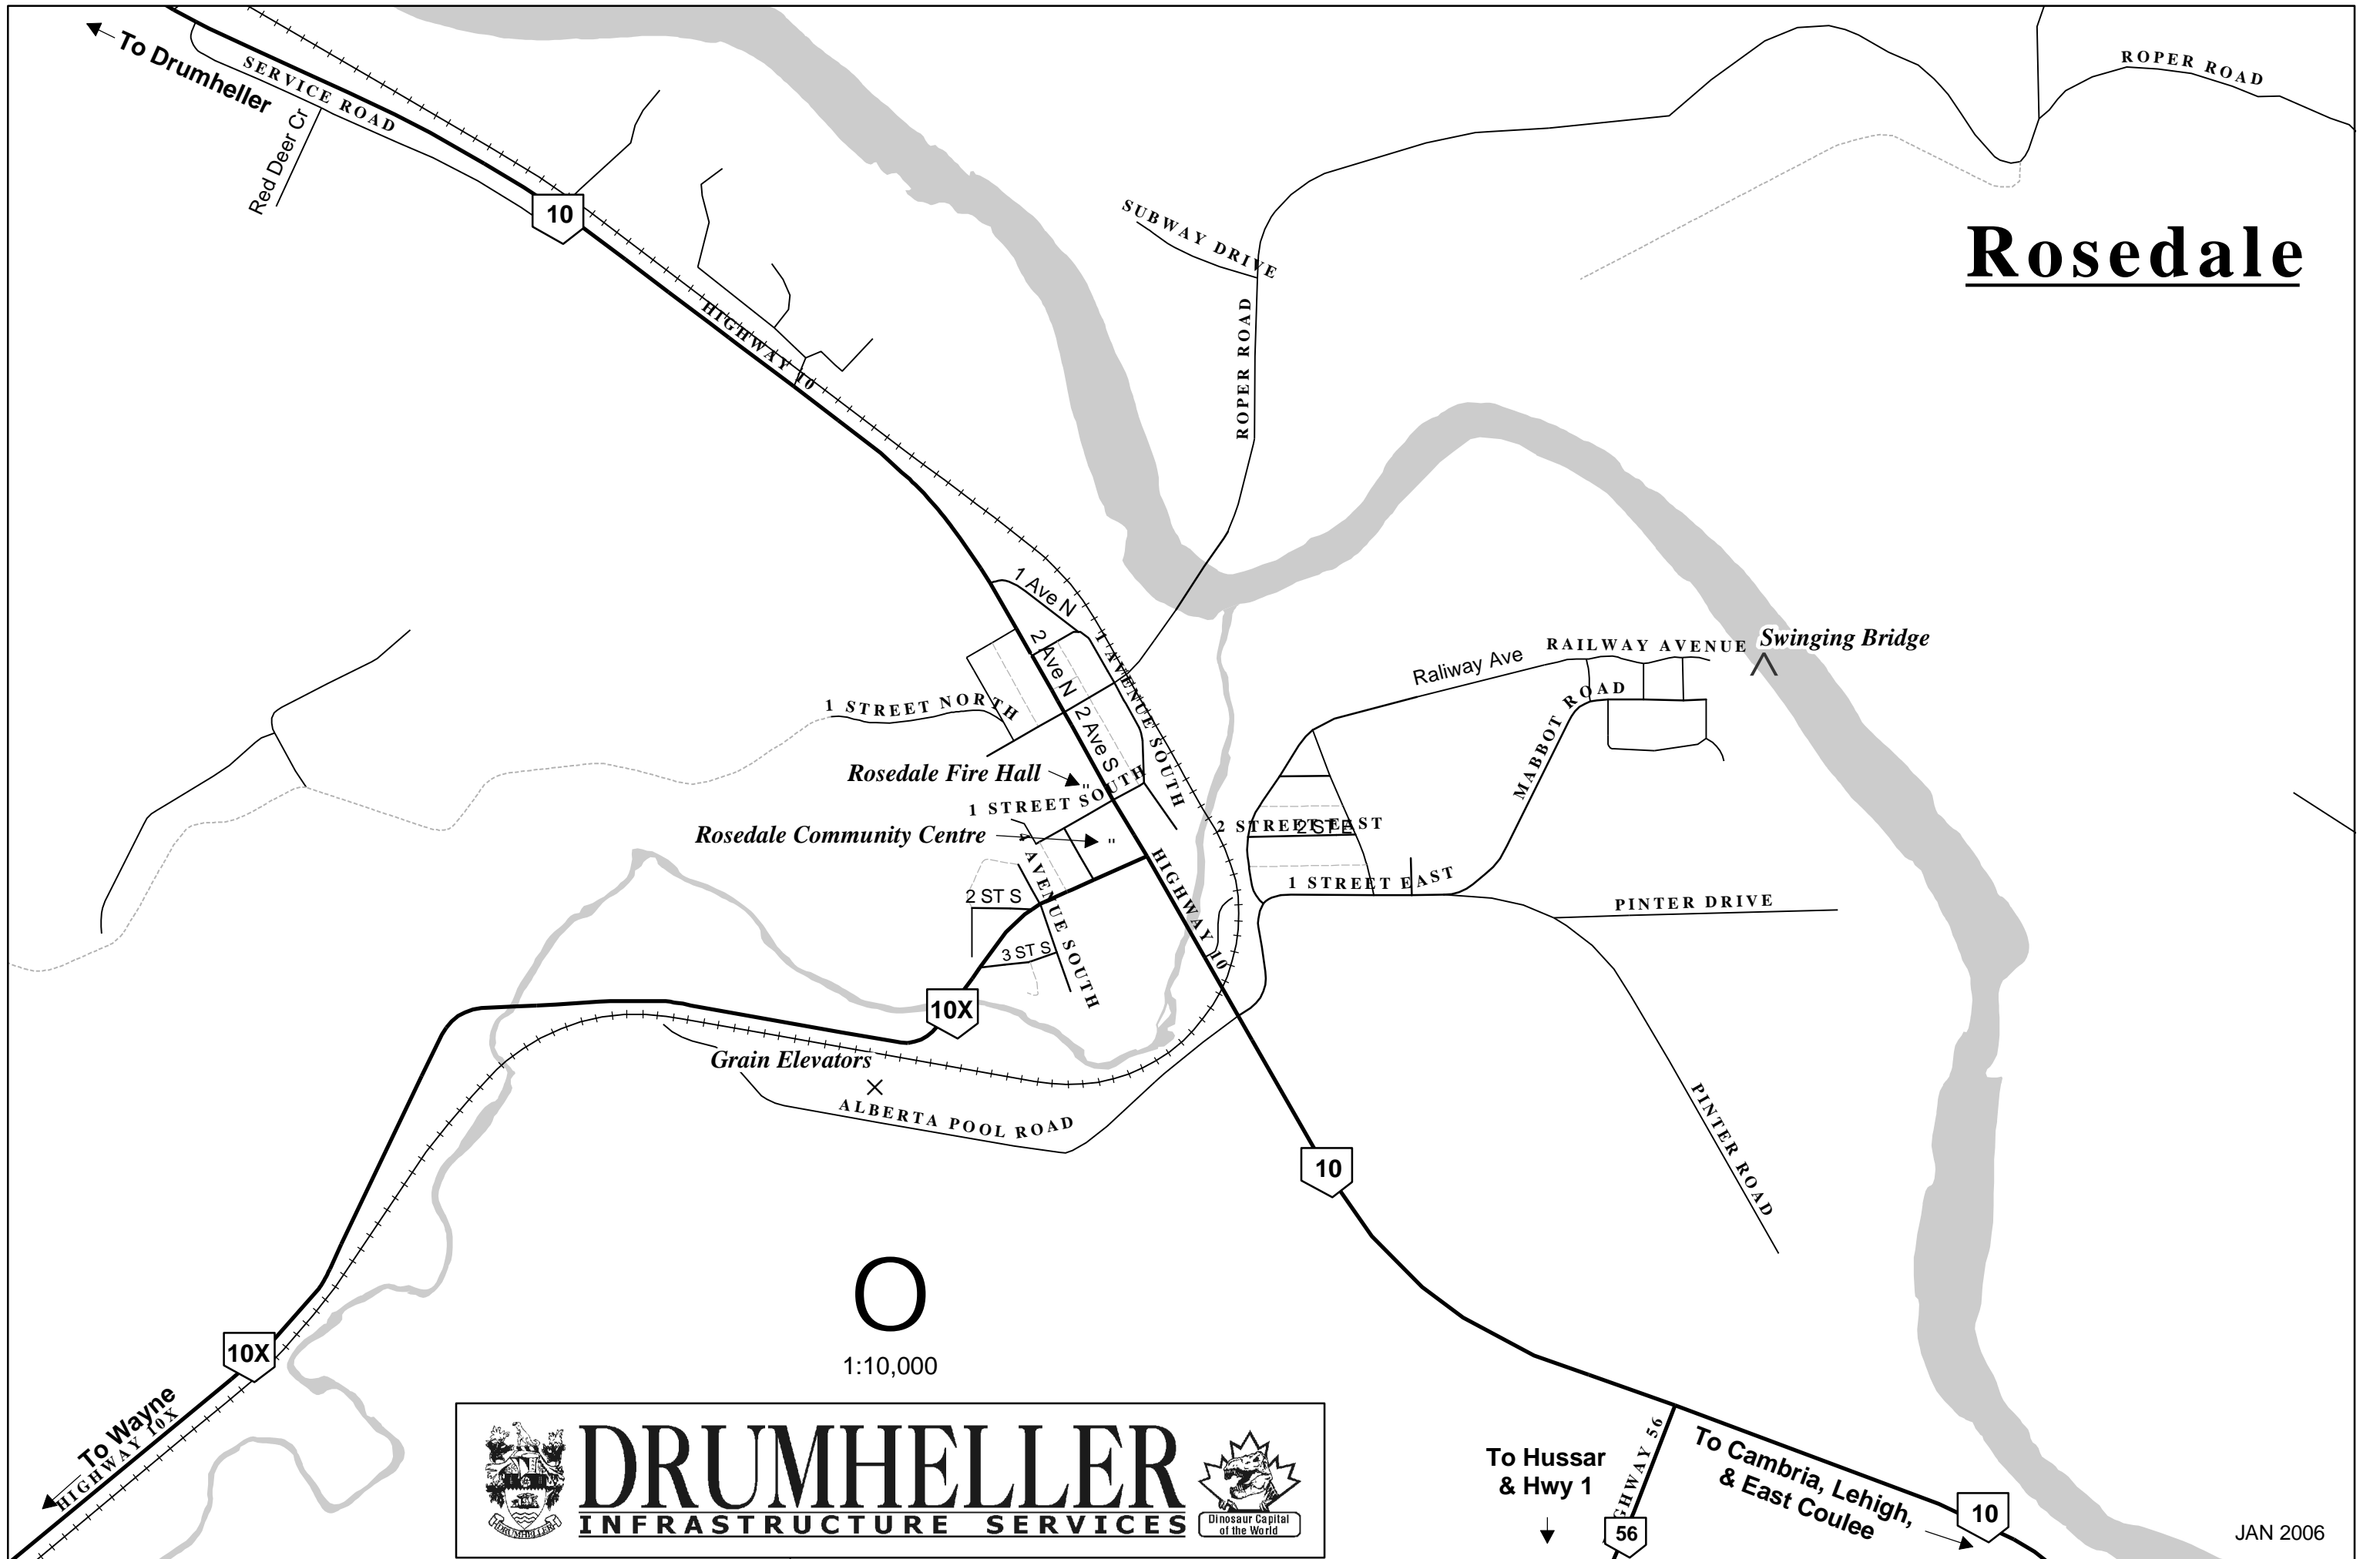 To Drumheller
SERVICE ROAD
Red Deer Cr
10
ROPER ROAD
SUBWAY DRIVE
Rosedale
HIGHWAY 10
ROPER ROAD
1 Ave N
2 Ave N
1 AVENUE SOUTH
1 STREET NORTH
2 Ave S
Raliway Ave
RAILWAY AVENUE
Swinging Bridge
MABBOT ROAD
Rosedale Fire Hall
"
1 STREET SOUTH
Rosedale Community Centre
"
2 STREET EAST
2 ST E
4 AVENUE SOUTH
HIGHWAY 10
2 ST S
3 ST S
1 STREET EAST
PINTER DRIVE
10X
Grain Elevators
ALBERTA POOL ROAD
PINTER ROAD
10
O
1:10,000
10X
To Wayne
HIGHWAY 10X
DRUMHELLER
INFRASTRUCTURE SERVICES
DRUMHELLER
Dinosaur Capital
of the World
To Hussar
& Hwy 1
GHWAY 56
56
To Cambria, Lehigh,
& East Coulee
10
JAN 2006